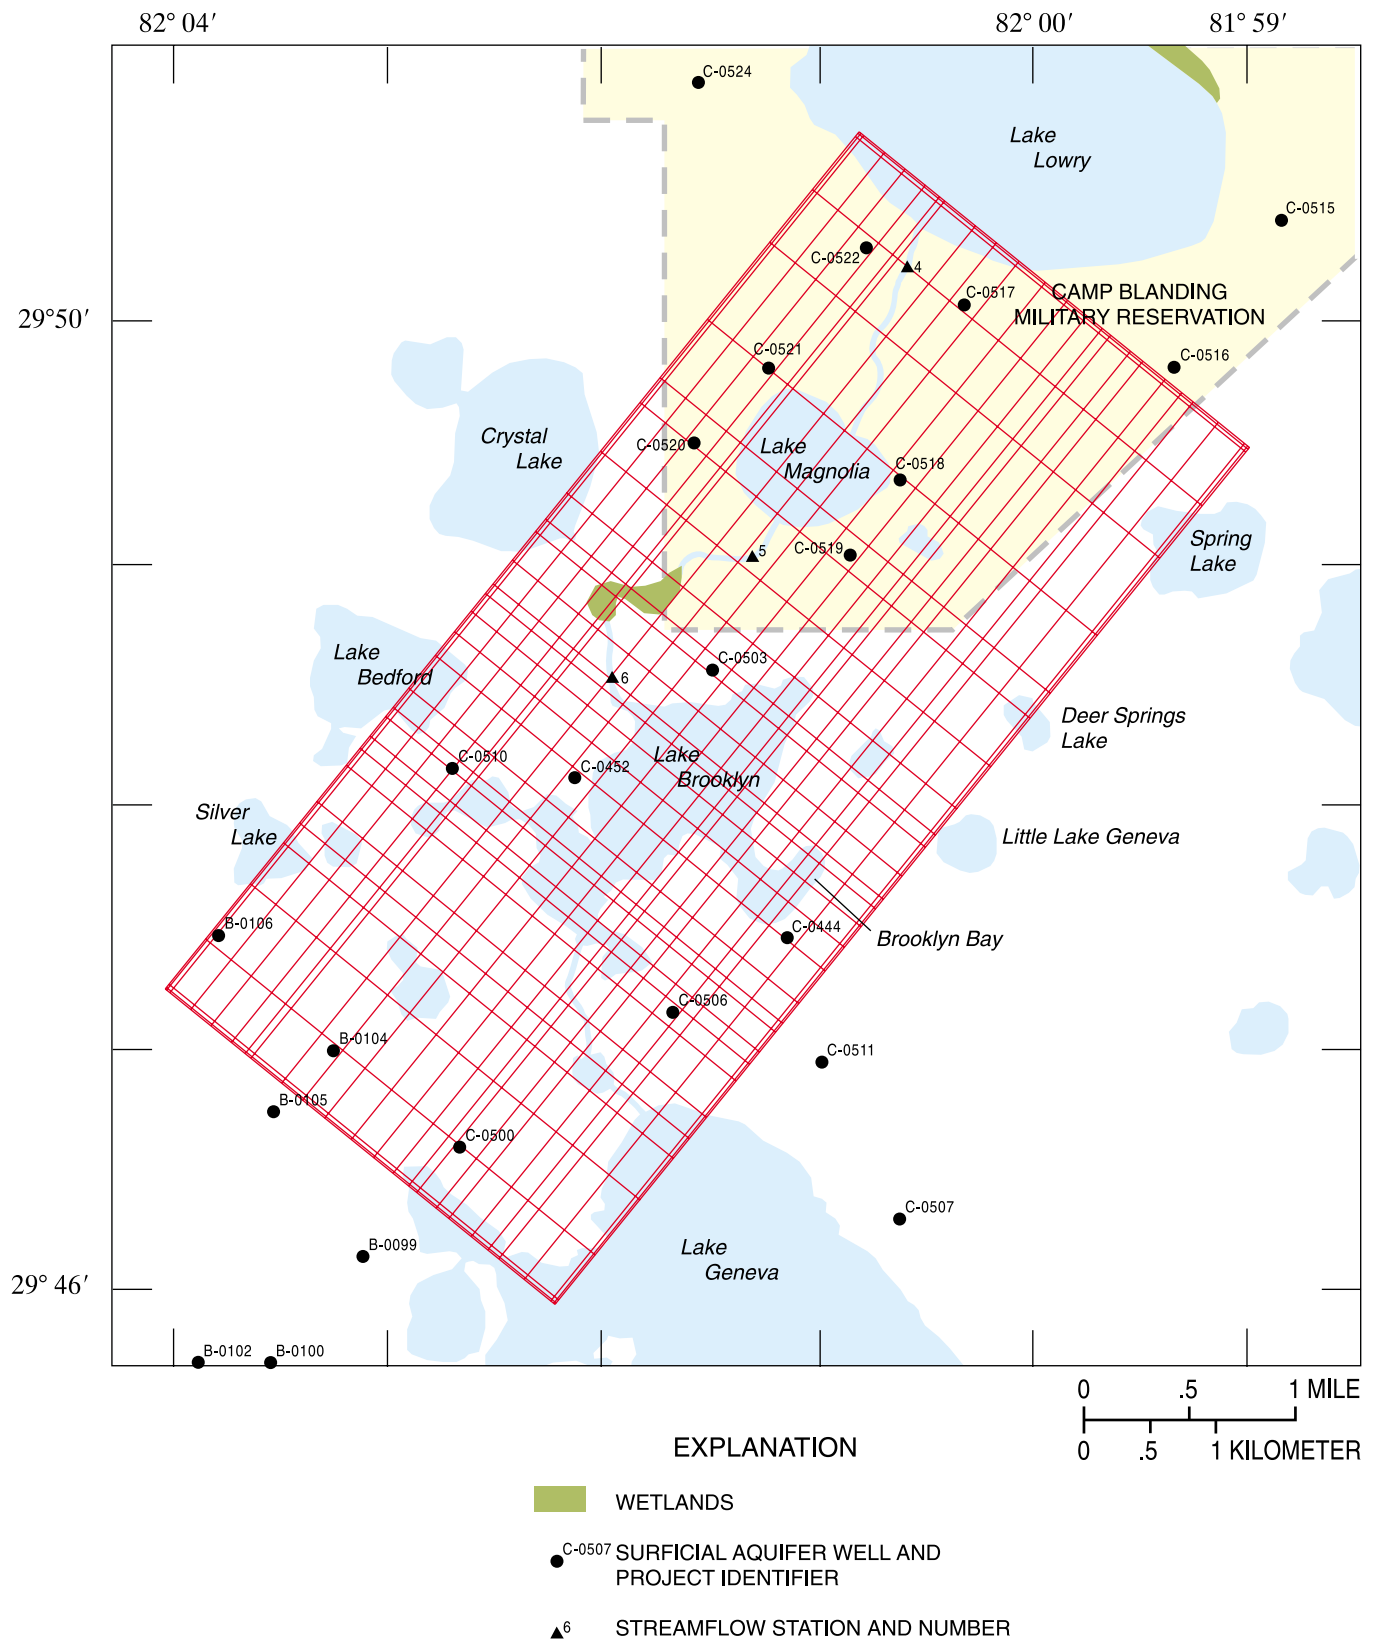 82° 04′
82° 00′
81° 59′
C-0524
Lake
Lowry
C-0515
C-0522
4
C-0517
CAMP BLANDING
MILITARY RESERVATION
29°50′
C-0521
C-0516
Crystal
Lake
C-0520
Lake
Magnolia
C-0518
5
C-0519
Spring
Lake
Lake
Bedford
C-0503
6
Deer Springs
Lake
C-0510
C-0452
Lake
Brooklyn
Silver
Lake
Little Lake Geneva
B-0106
C-0444
Brooklyn Bay
C-0506
B-0104
C-0511
B-0105
C-0500
C-0507
B-0099
Lake
Geneva
29° 46′
B-0102
B-0100
0 .5 1 MILE
0 .5 1 KILOMETER
EXPLANATION
WETLANDS
C-0507 SURFICIAL AQUIFER WELL AND
PROJECT IDENTIFIER
6 STREAMFLOW STATION AND NUMBER